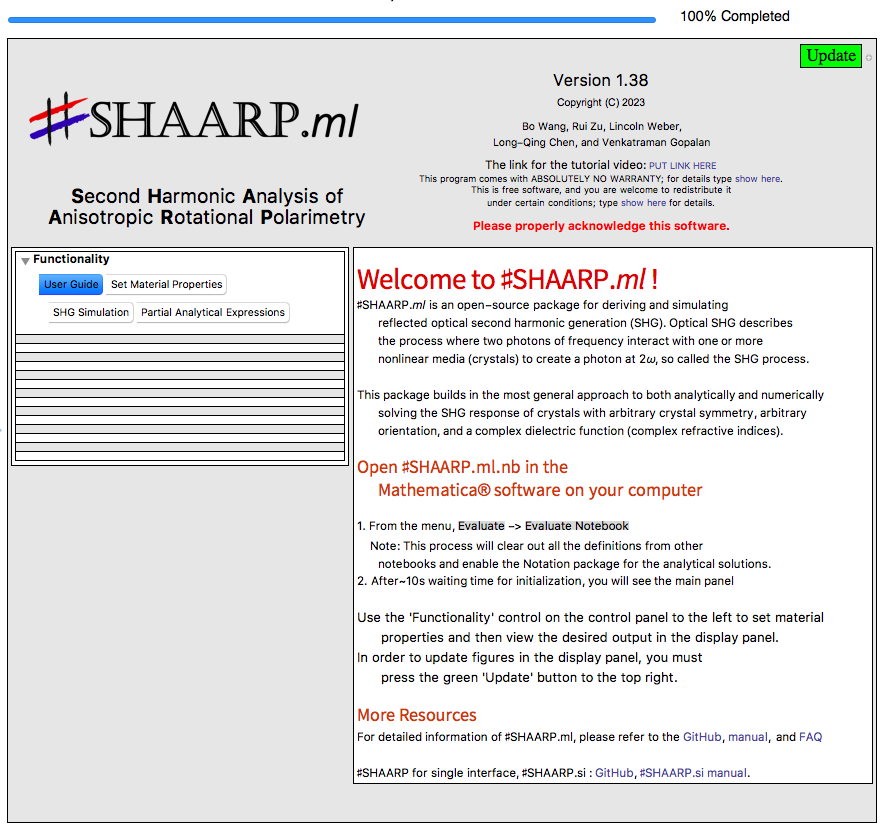 100% Completed
Update
#SHAARP.ml
Version 1.38
Copyright (C) 2023
Bo Wang, Rui Zu, Lincoln Weber,
Long-Qing Chen, and Venkatraman Gopalan
The link for the tutorial video: PUT LINK HERE
This program comes with ABSOLUTELY NO WARRANTY; for details type show here.
This is free software, and you are welcome to redistribute it
under certain conditions; type show here for details.
Please properly acknowledge this software.
Second Harmonic Analysis of
Anisotropic Rotational Polarimetry
Functionality
User Guide Set Material Properties
SHG Simulation Partial Analytical Expressions
Welcome to ♯SHAARP.ml !
♯SHAARP.ml is an open-source package for deriving and simulating
reflected optical second harmonic generation (SHG). Optical SHG describes
the process where two photons of frequency interact with one or more
nonlinear media (crystals) to create a photon at 2ω, so called the SHG process.
This package builds in the most general approach to both analytically and numerically
solving the SHG response of crystals with arbitrary crystal symmetry, arbitrary
orientation, and a complex dielectric function (complex refractive indices).
Open ♯SHAARP.ml.nb in the
Mathematica® software on your computer
1. From the menu, Evaluate -> Evaluate Notebook
Note: This process will clear out all the definitions from other
notebooks and enable the Notation package for the analytical solutions.
2. After~10s waiting time for initialization, you will see the main panel
Use the 'Functionality' control on the control panel to the left to set material
properties and then view the desired output in the display panel.
In order to update figures in the display panel, you must
press the green 'Update' button to the top right.
More Resources
For detailed information of ♯SHAARP.ml, please refer to the GitHub, manual, and FAQ
♯SHAARP for single interface, ♯SHAARP.si : GitHub, ♯SHAARP.si manual.